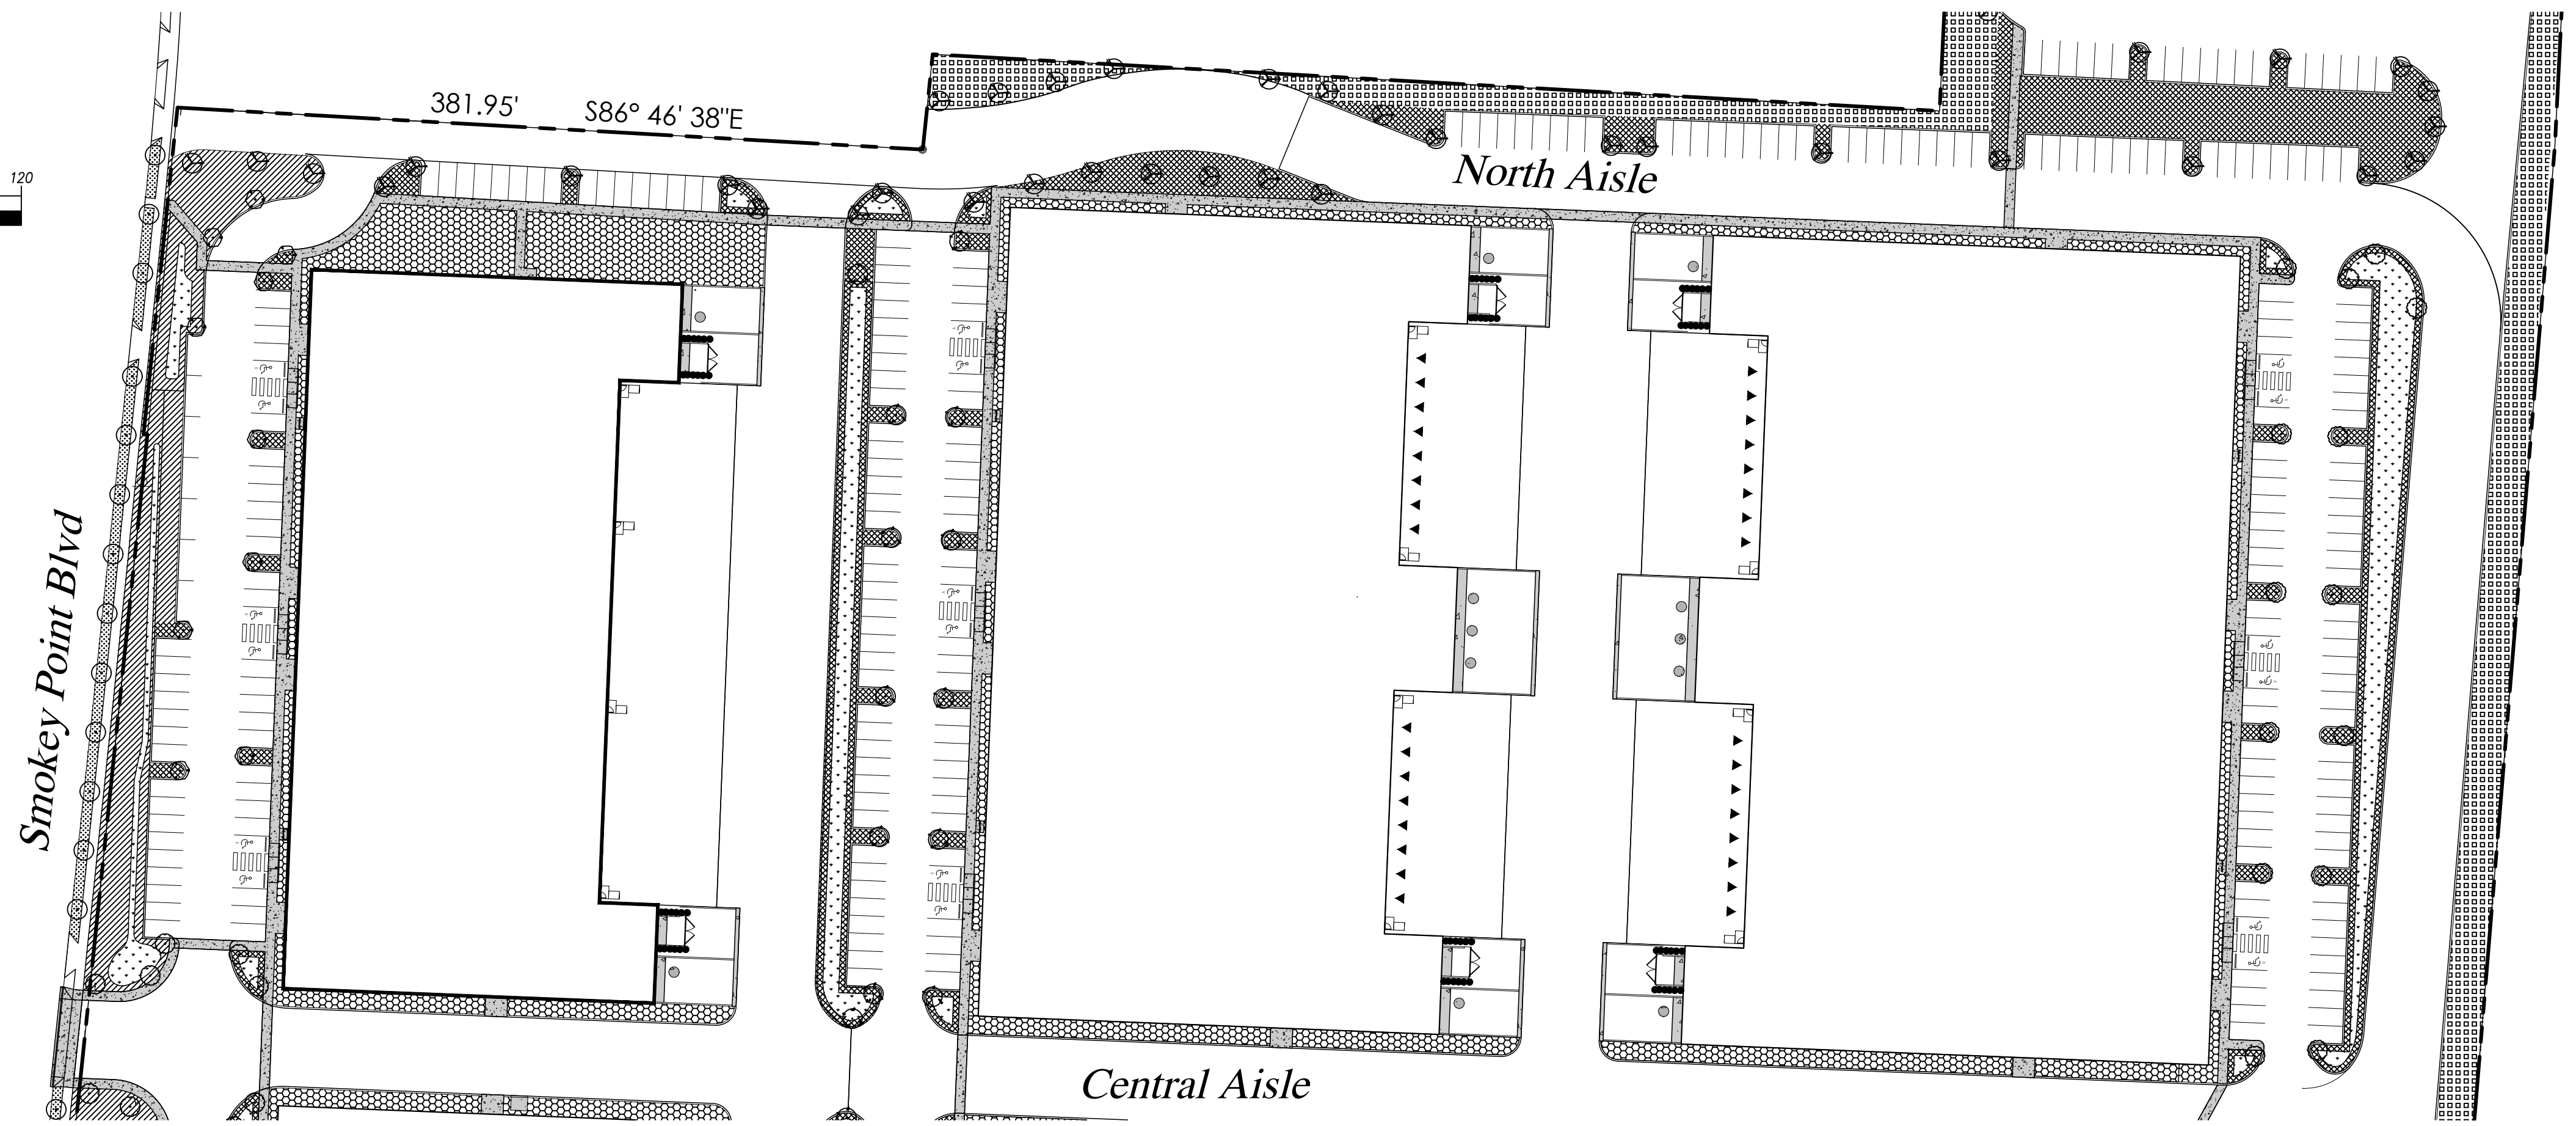 381.95'
S86° 46' 38"E
120
North Aisle
Smokey Point Blvd
Central Aisle